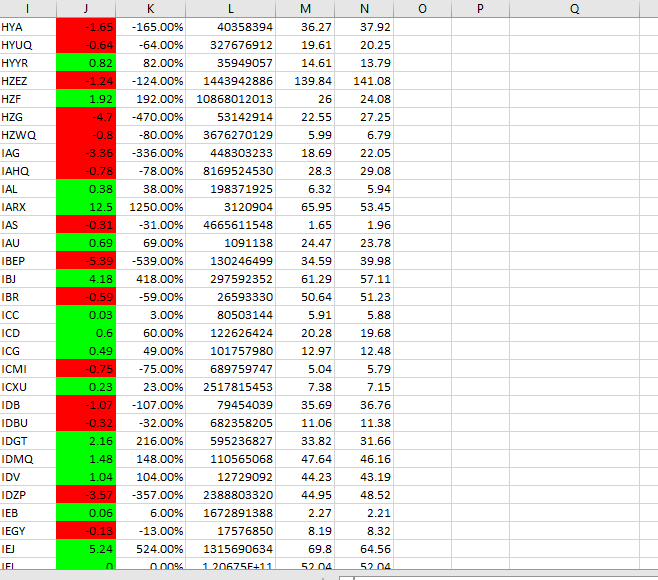 I J K L M N O P Q
HYA -1.65 -165.00% 40358394 36.27 37.92
HYUQ -0.64 -64.00% 327676912 19.61 20.25
HYYR 0.82 82.00% 35949057 14.61 13.79
HZEZ -1.24 -124.00% 1443942886 139.84 141.08
HZF 1.92 192.00% 10868012013 26 24.08
HZG -4.7 -470.00% 53142914 22.55 27.25
HZWQ -0.8 -80.00% 3676270129 5.99 6.79
IAG -3.36 -336.00% 448303233 18.69 22.05
IAHQ -0.78 -78.00% 8169524530 28.3 29.08
IAL 0.38 38.00% 198371925 6.32 5.94
IARX 12.5 1250.00% 3120904 65.95 53.45
IAS -0.31 -31.00% 4665611548 1.65 1.96
IAU 0.69 69.00% 1091138 24.47 23.78
IBEP -5.39 -539.00% 130246499 34.59 39.98
IBJ 4.18 418.00% 297592352 61.29 57.11
IBR -0.59 -59.00% 26593330 50.64 51.23
ICC 0.03 3.00% 80503144 5.91 5.88
ICD 0.6 60.00% 122626424 20.28 19.68
ICG 0.49 49.00% 101757980 12.97 12.48
ICMI -0.75 -75.00% 689759747 5.04 5.79
ICXU 0.23 23.00% 2517815453 7.38 7.15
IDB -1.07 -107.00% 79454039 35.69 36.76
IDBU -0.32 -32.00% 682358205 11.06 11.38
IDGT 2.16 216.00% 595236827 33.82 31.66
IDMQ 1.48 148.00% 110565068 47.64 46.16
IDV 1.04 104.00% 12729092 44.23 43.19
IDZP -3.57 -357.00% 2388803320 44.95 48.52
IEB 0.06 6.00% 1672891388 2.27 2.21
IEGY -0.13 -13.00% 17576850 8.19 8.32
IEJ 5.24 524.00% 1315690634 69.8 64.56
0 0.00% 1.20675E+11 52.04 52.04